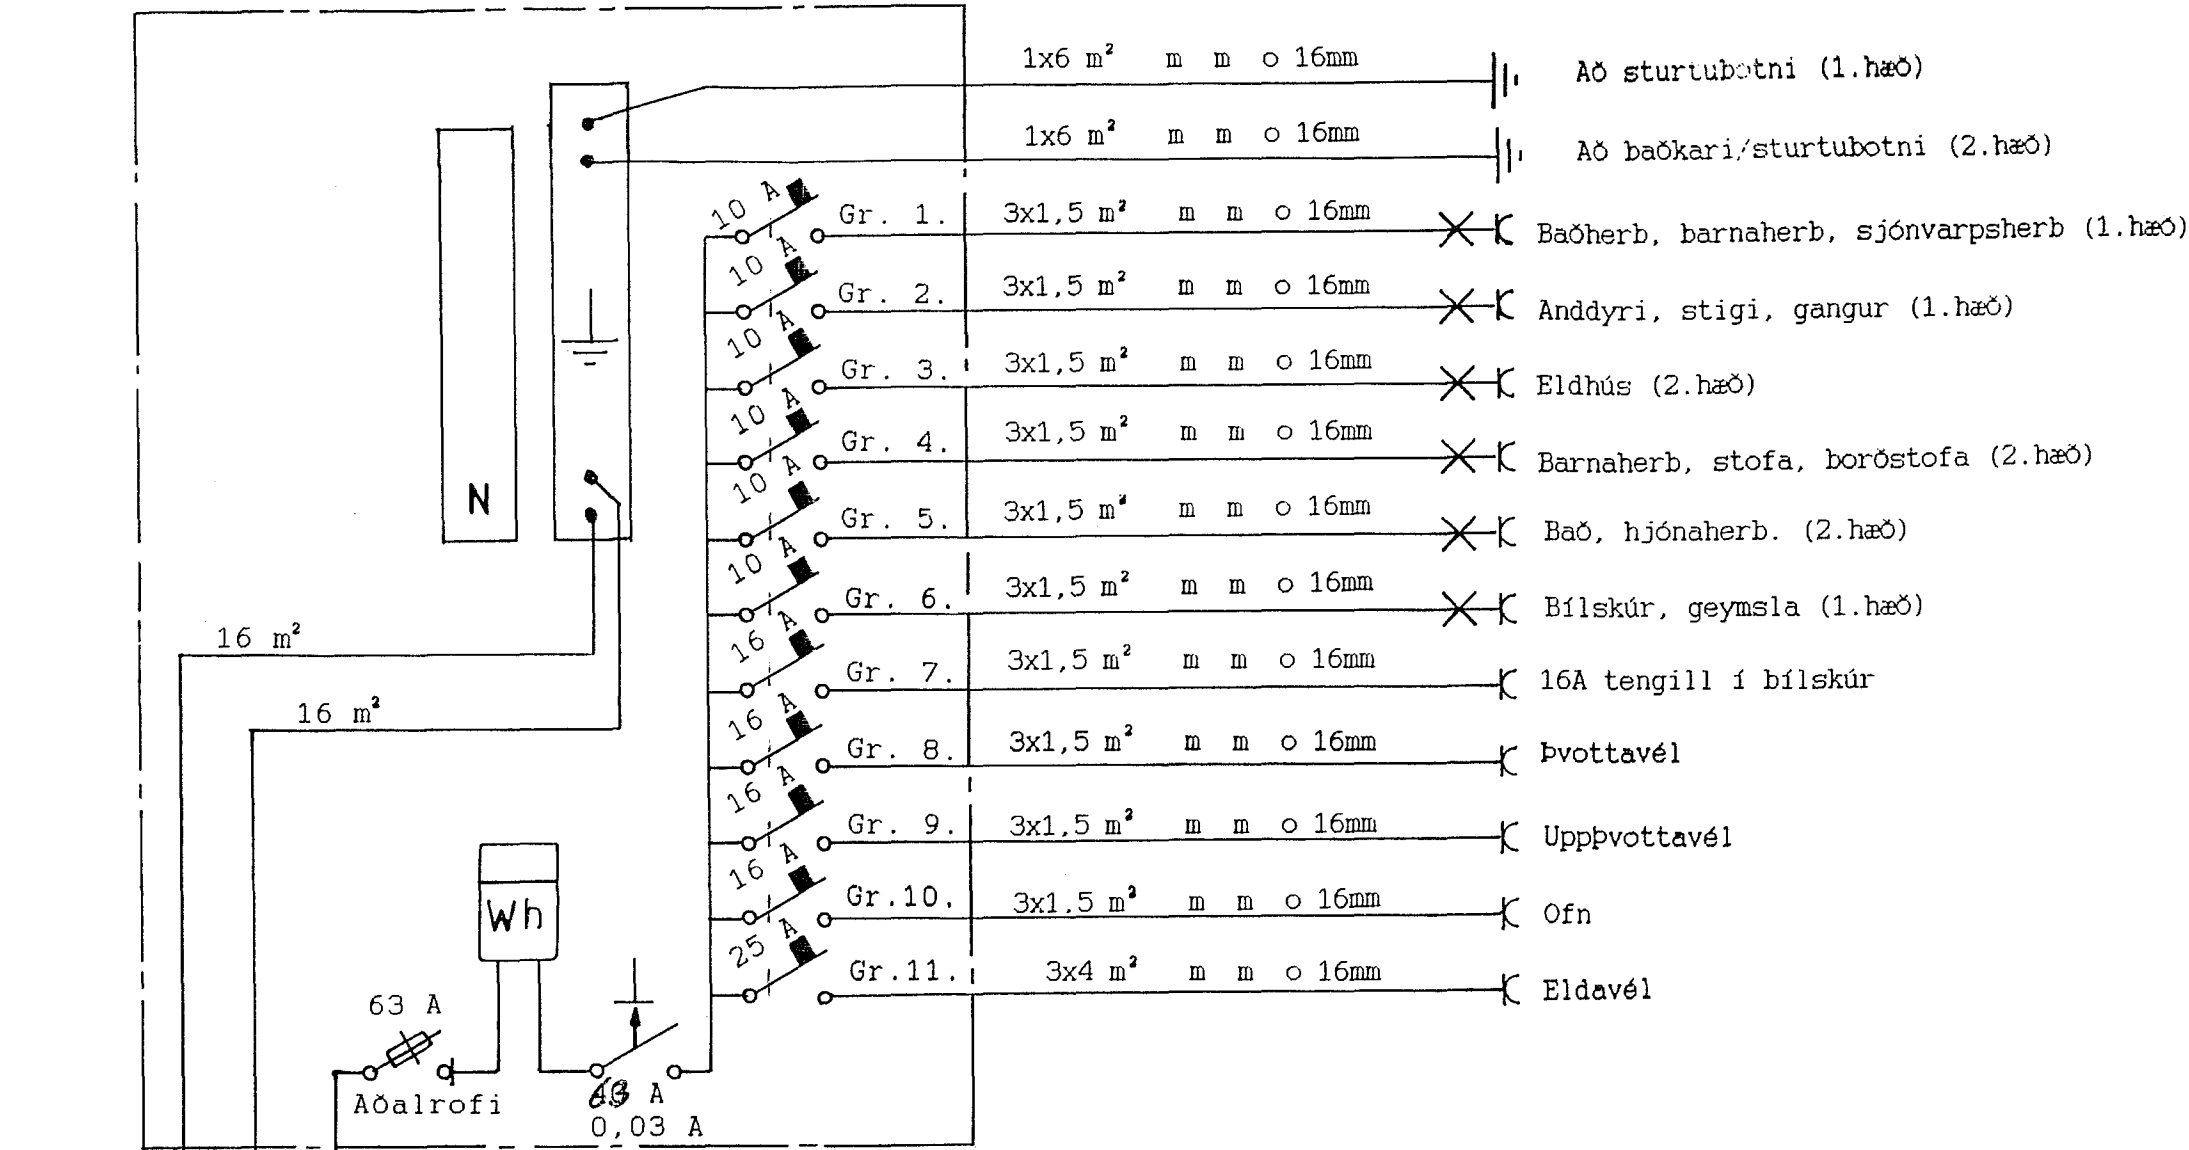 1x6 m² m m o 16mm Að sturtubotni (1.hæð)
1x6 m² m m o 16mm Að baðkari/sturtubotni (2.hæð)
10 A Gr. 1. 3x1,5 m² m m o 16mm Baðherb, barnaherb, sjónvarpsherb (1.hæð)
10 A Gr. 2. 3x1,5 m² m m o 16mm Anddyri, stigi, gangur (1.hæð)
10 A Gr. 3. 3x1,5 m² m m o 16mm Eldhús (2.hæð)
10 A Gr. 4. 3x1,5 m² m m o 16mm Barnaherb, stofa, borðstofa (2.hæð)
10 A Gr. 5. 3x1,5 m² m m o 16mm Bað, hjónaherb. (2.hæð)
10 A Gr. 6. 3x1,5 m² m m o 16mm Bílskúr, geymsla (1.hæð)
16 A Gr. 7. 3x1,5 m² m m o 16mm 16A tengill í bílskúr
16 A Gr. 8. 3x1,5 m² m m o 16mm Þvottavél
16 A Gr. 9. 3x1,5 m² m m o 16mm Uppþvottavél
16 A Gr.10. 3x1,5 m² m m o 16mm Ofn
25 A Gr.11. 3x4 m² m m o 16mm Eldavél
N
16 m²
16 m²
Wh
63 A
Aðalrofi
63 A
0,03 A